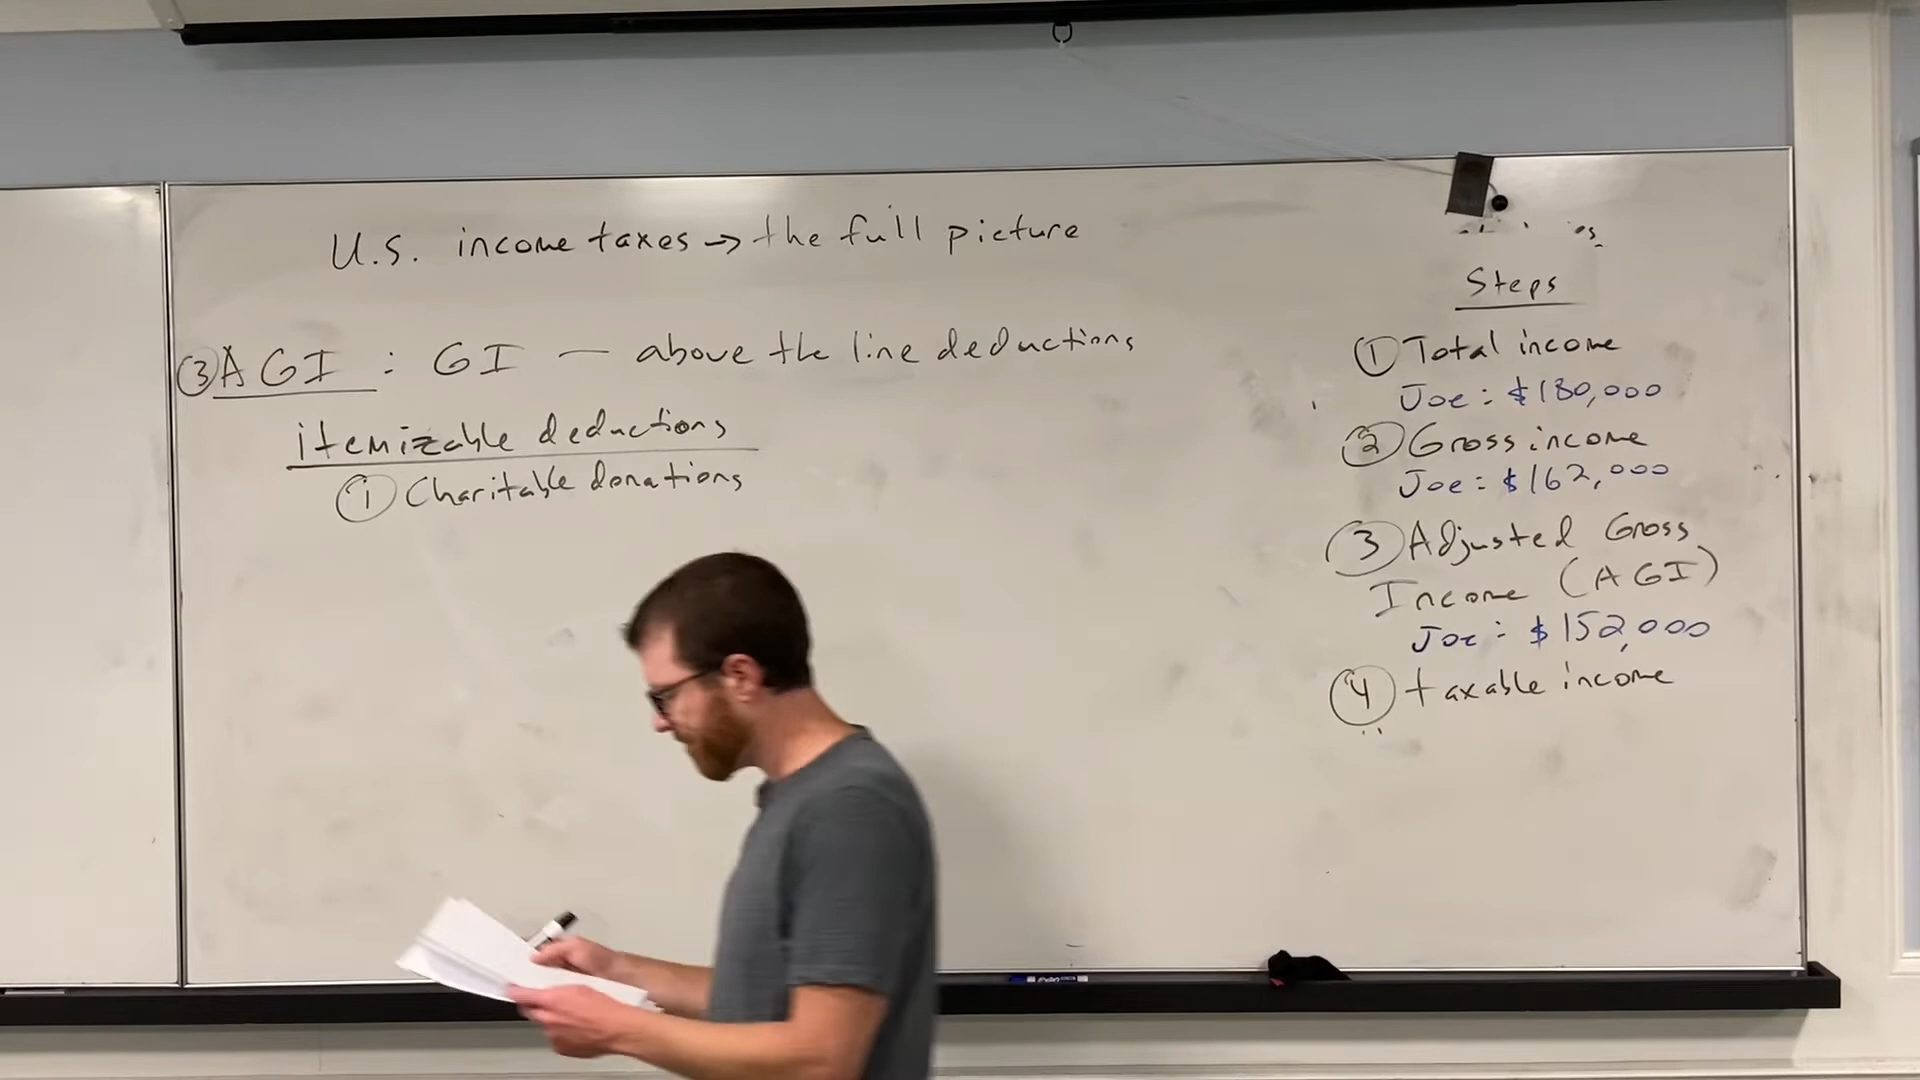 U.S. income taxes → the full picture
③ AGI : GI — above the line deductions
itemizable deductions
① Charitable donations
Steps
① Total income
Joe: $180,000
② Gross income
Joe: $162,000
③ Adjusted Gross
Income (AGI)
Joe: $152,000
④ taxable income